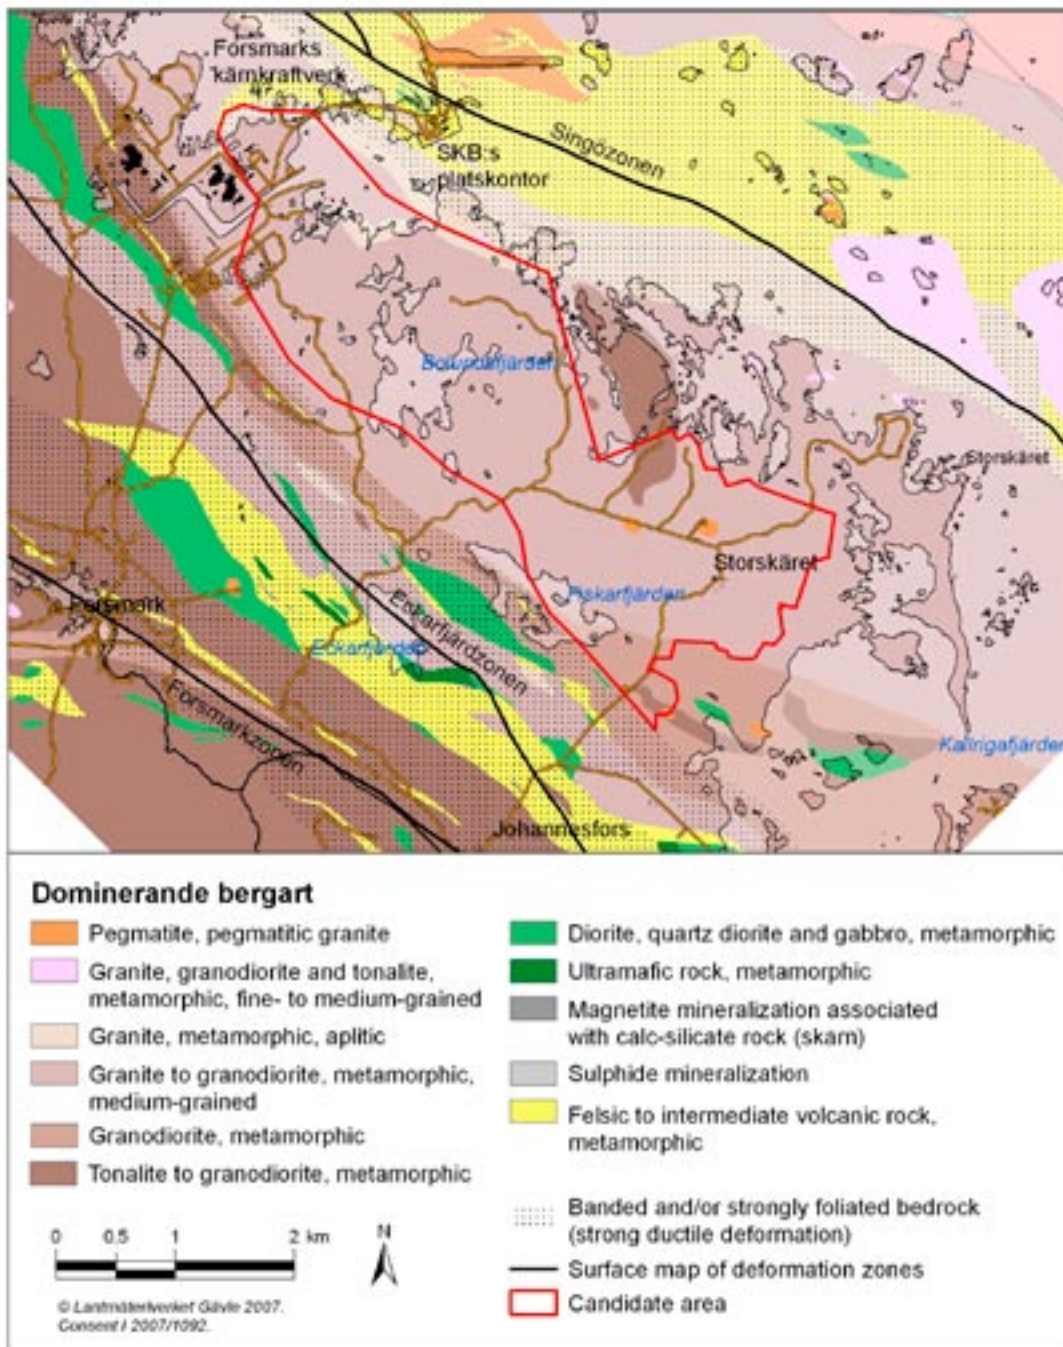 Forsmarks
kärnkraftverk
SKB:s
platskontor
Singözonen
Storskäret
Storskäret
Fiskarfjärden
Eckarfjärdzonen
Eckarfjärden
Forsmark
Forsmarkzonen
Johannesfors
Kallrigafjärden
Dominerande bergart
Pegmatite, pegmatitic granite
Granite, granodiorite and tonalite,
metamorphic, fine- to medium-grained
Granite, metamorphic, aplitic
Granite to granodiorite, metamorphic,
medium-grained
Granodiorite, metamorphic
Tonalite to granodiorite, metamorphic
Diorite, quartz diorite and gabbro, metamorphic
Ultramafic rock, metamorphic
Magnetite mineralization associated
with calc-silicate rock (skarn)
Sulphide mineralization
Felsic to intermediate volcanic rock,
metamorphic
Banded and/or strongly foliated bedrock
(strong ductile deformation)
Surface map of deformation zones
Candidate area
0 0.5 1 2 km
N
© Lantmäteriverket Gävle 2007.
Consent I 2007/1092.